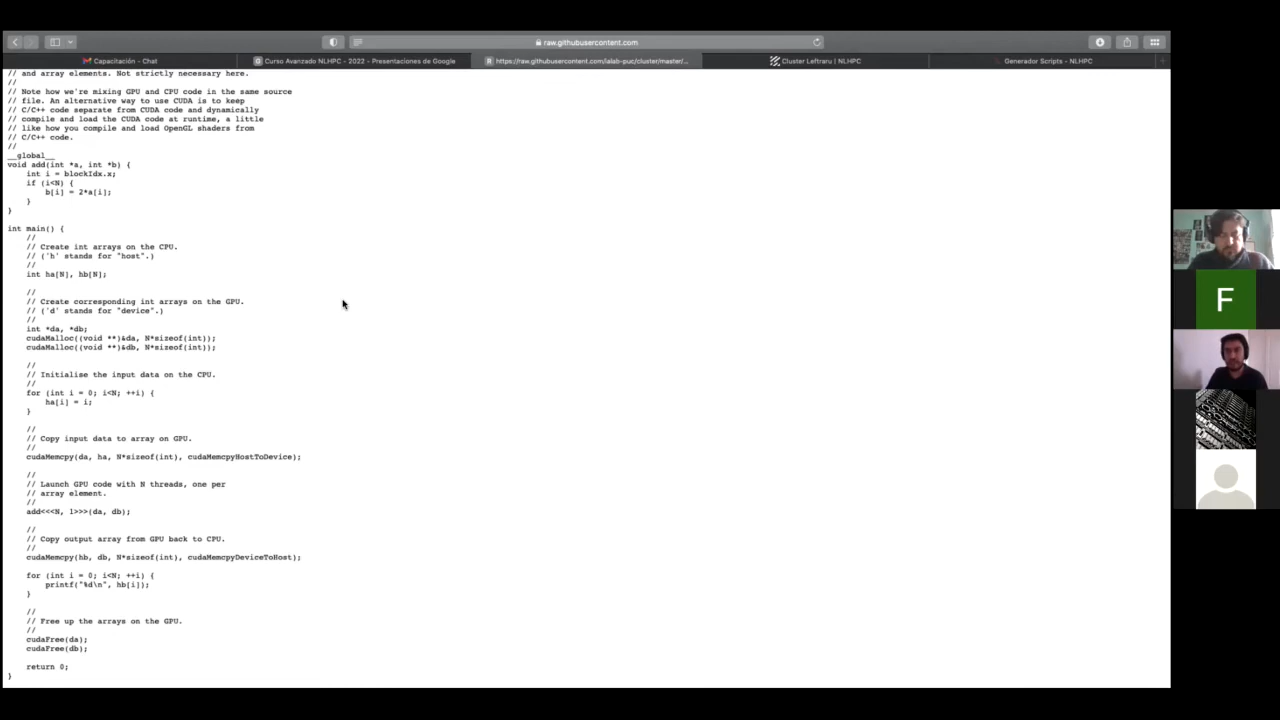 raw.githubusercontent.com
Capacitación - Chat
Curso Avanzado NLHPC - 2022 - Presentaciones de Google
https://raw.githubusercontent.com/ialab-puc/cluster/master/...
Cluster Leftraru | NLHPC
Generador Scripts - NLHPC
// and array elements. Not strictly necessary here.
//
// Note how we're mixing GPU and CPU code in the same source
// file. An alternative way to use CUDA is to keep
// C/C++ code separate from CUDA code and dynamically
// compile and load the CUDA code at runtime, a little
// like how you compile and load OpenGL shaders from
// C/C++ code.
//
__global__
void add(int *a, int *b) {
    int i = blockIdx.x;
    if (i<N) {
        b[i] = 2*a[i];
    }
}
int main() {
    //
    // Create int arrays on the CPU.
    // ('h' stands for "host".)
    //
    int ha[N], hb[N];
    //
    // Create corresponding int arrays on the GPU.
    // ('d' stands for "device".)
    //
    int *da, *db;
    cudaMalloc((void **)&da, N*sizeof(int));
    cudaMalloc((void **)&db, N*sizeof(int));
    //
    // Initialise the input data on the CPU.
    //
    for (int i = 0; i<N; ++i) {
        ha[i] = i;
    }
    //
    // Copy input data to array on GPU.
    //
    cudaMemcpy(da, ha, N*sizeof(int), cudaMemcpyHostToDevice);
    //
    // Launch GPU code with N threads, one per
    // array element.
    //
    add<<<N, 1>>>(da, db);
    //
    // Copy output array from GPU back to CPU.
    //
    cudaMemcpy(hb, db, N*sizeof(int), cudaMemcpyDeviceToHost);
    for (int i = 0; i<N; ++i) {
        printf("%d\n", hb[i]);
    }
    //
    // Free up the arrays on the GPU.
    //
    cudaFree(da);
    cudaFree(db);
    return 0;
}
F